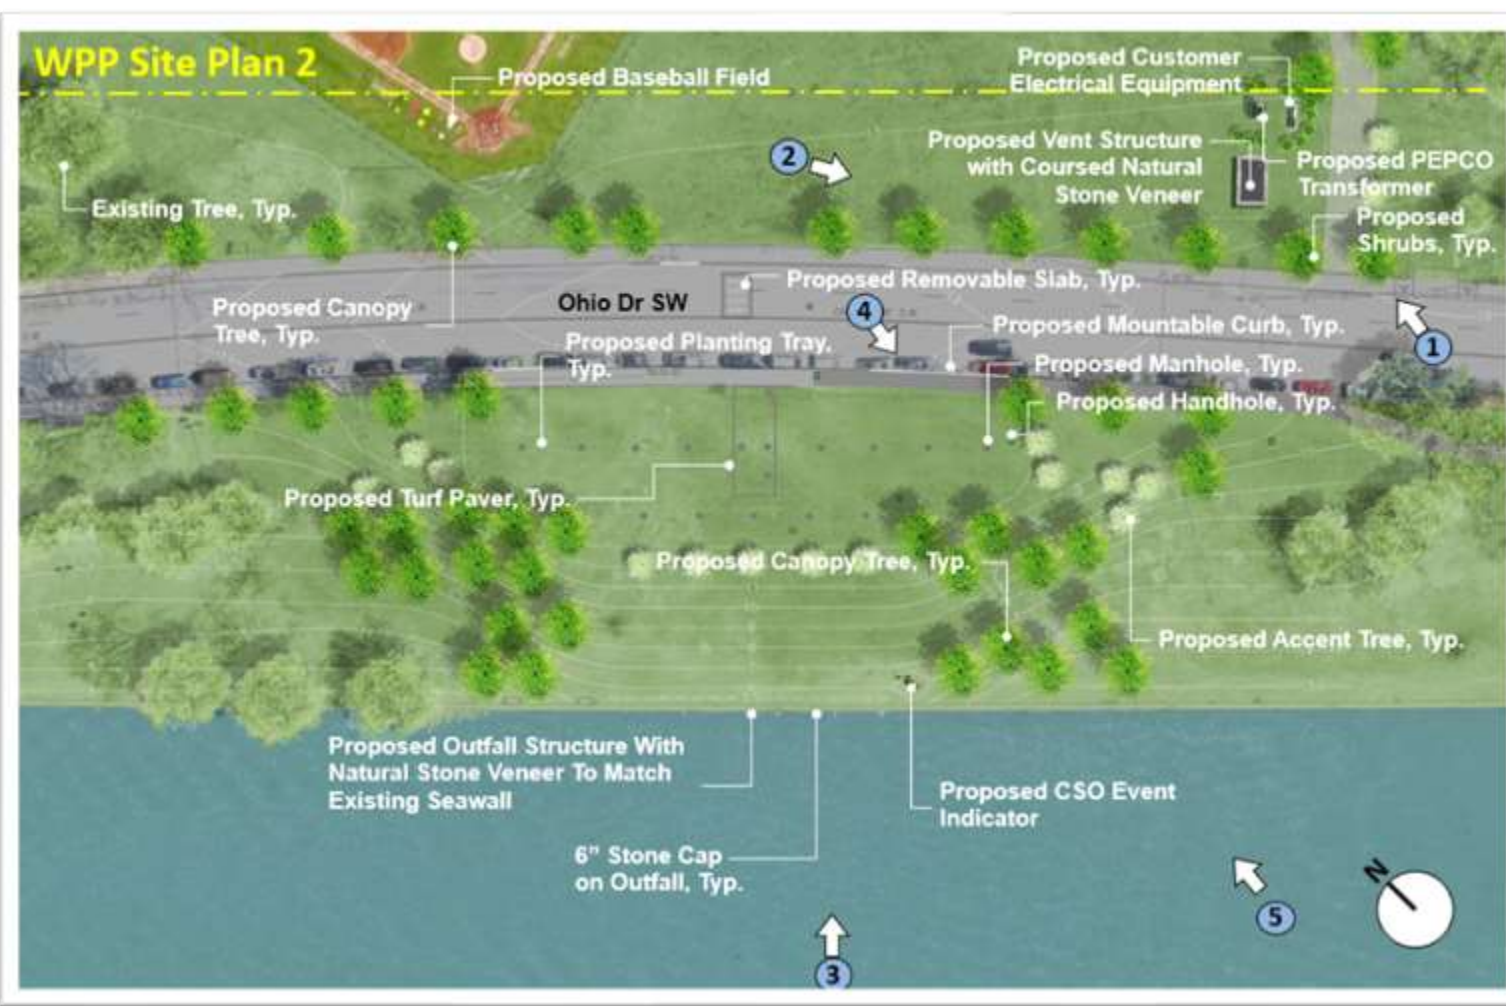 WPP Site Plan 2
Proposed Baseball Field
Proposed Customer
Electrical Equipment
2
Proposed Vent Structure
with Coursed Natural
Stone Veneer
Proposed PEPCO
Transformer
Existing Tree, Typ.
Proposed
Shrubs, Typ.
Proposed Removable Slab, Typ.
Ohio Dr SW
Proposed Canopy
Tree, Typ.
4
Proposed Mountable Curb, Typ.
1
Proposed Planting Tray,
Typ.
Proposed Manhole, Typ.
Proposed Handhole, Typ.
Proposed Turf Paver, Typ.
Proposed Canopy Tree, Typ.
Proposed Accent Tree, Typ.
Proposed Outfall Structure With
Natural Stone Veneer To Match
Existing Seawall
Proposed CSO Event
Indicator
6” Stone Cap
on Outfall, Typ.
N
5
3